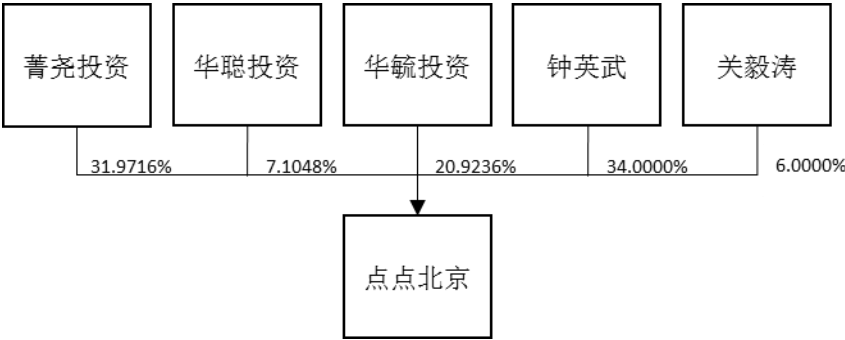 菁尧投资
华聪投资
华毓投资
钟英武
关毅涛
31.9716%
7.1048%
20.9236%
34.0000%
6.0000%
点点北京